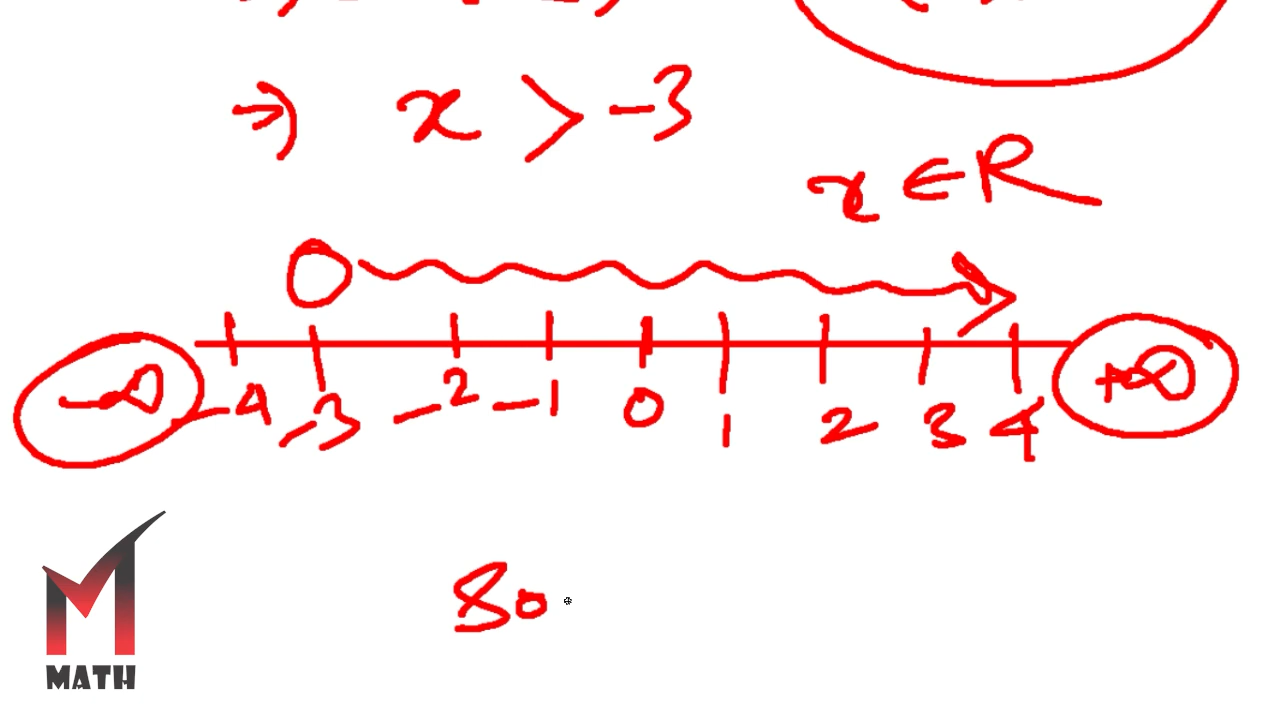 ⇒) x > -3
x ∈ R
-∞ -4 -3 -2 -1 0 1 2 3 4 +∞
So
MATH